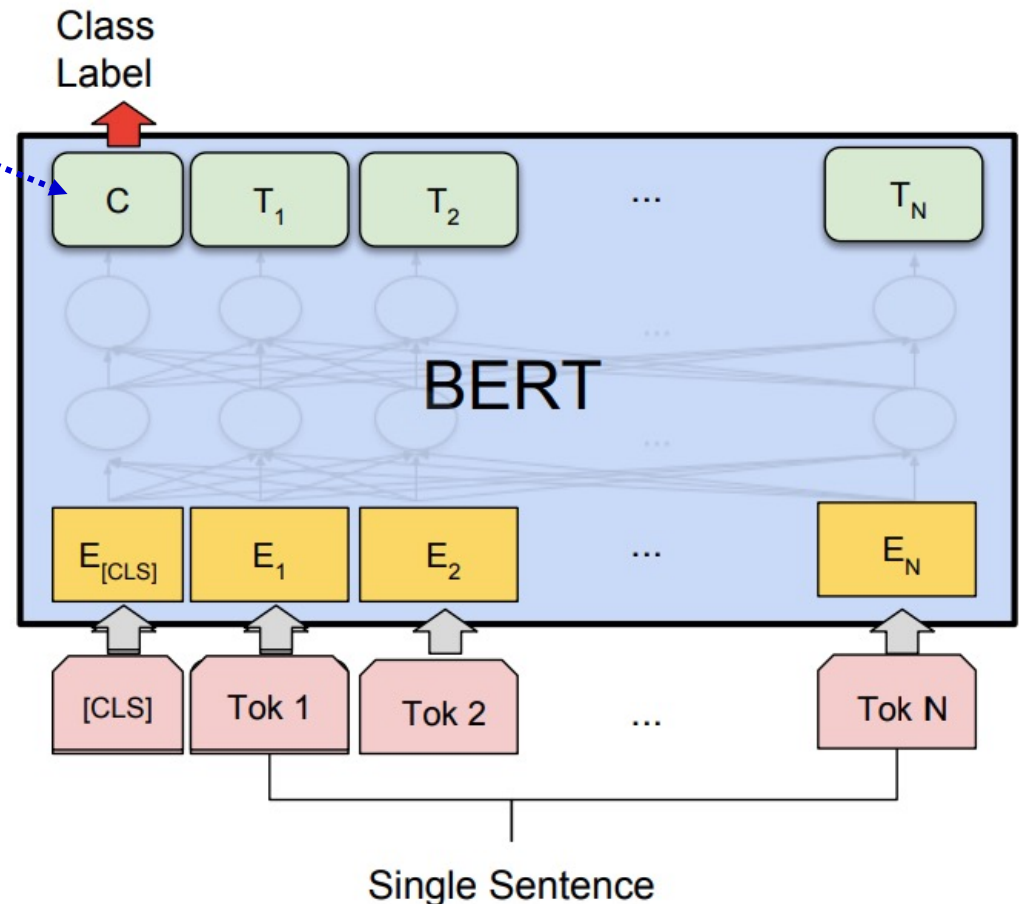 Class
Label
C T1 T2 ... TN
...
BERT
...
E[CLS] E1 E2 ... EN
[CLS] Tok 1 Tok 2 ... Tok N
Single Sentence